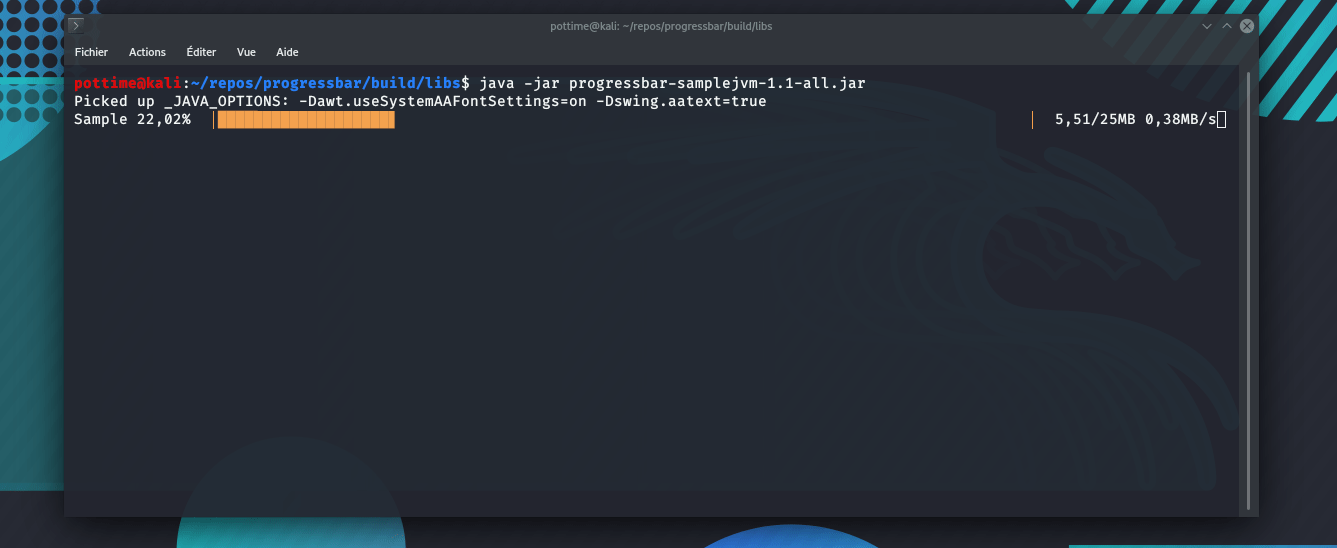 pottime@kali: ~/repos/progressbar/build/libs
Fichier Actions Éditer Vue Aide
pottime@kali:~/repos/progressbar/build/libs$ java -jar progressbar-samplejvm-1.1-all.jar
Picked up _JAVA_OPTIONS: -Dawt.useSystemAAFontSettings=on -Dswing.aatext=true
Sample 22,02% 5,51/25MB 0,38MB/s